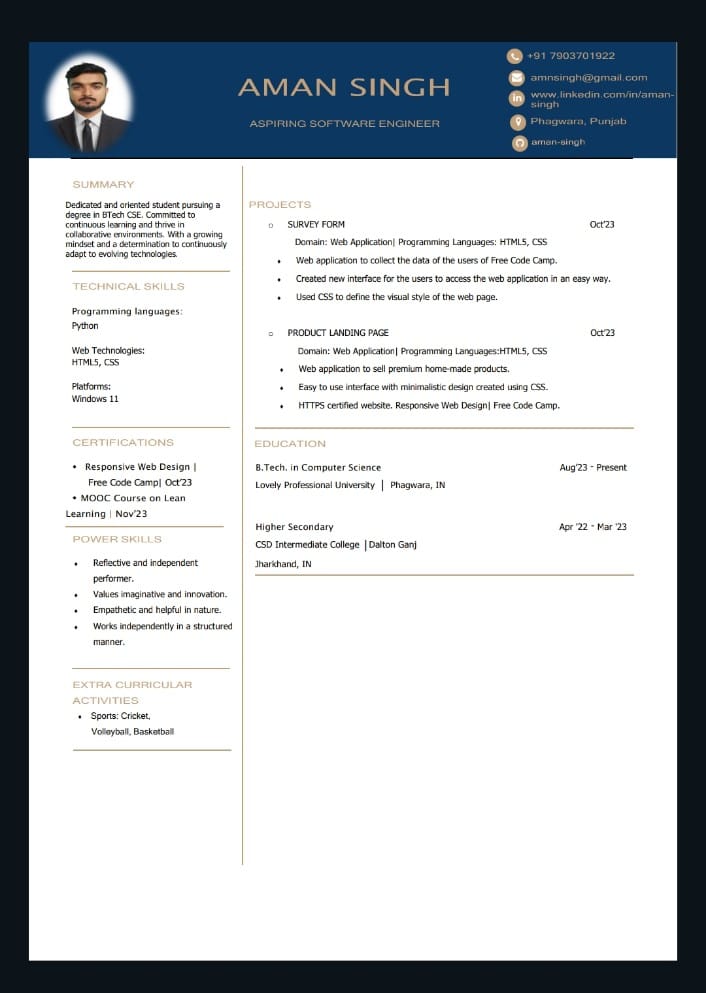 AMAN SINGH
ASPIRING SOFTWARE ENGINEER
+91 7903701922
amnsingh@gmail.com
www.linkedin.com/in/aman-
singh
Phagwara, Punjab
aman-singh
SUMMARY
Dedicated and oriented student pursuing a
degree in BTech CSE. Committed to
continuous learning and thrive in
collaborative environments. With a growing
mindset and a determination to continuously
adapt to evolving technologies.
TECHNICAL SKILLS
Programming languages:
Python
Web Technologies:
HTML5, CSS
Platforms:
Windows 11
CERTIFICATIONS
• Responsive Web Design |
Free Code Camp| Oct'23
• MOOC Course on Lean
Learning | Nov'23
POWER SKILLS
• Reflective and independent
performer.
• Values imaginative and innovation.
• Empathetic and helpful in nature.
• Works independently in a structured
manner.
EXTRA CURRICULAR
ACTIVITIES
• Sports: Cricket,
Volleyball, Basketball
PROJECTS
o SURVEY FORM Oct'23
Domain: Web Application| Programming Languages: HTML5, CSS
• Web application to collect the data of the users of Free Code Camp.
• Created new interface for the users to access the web application in an easy way.
• Used CSS to define the visual style of the web page.
o PRODUCT LANDING PAGE Oct'23
Domain: Web Application| Programming Languages:HTML5, CSS
• Web application to sell premium home-made products.
• Easy to use interface with minimalistic design created using CSS.
• HTTPS certified website. Responsive Web Design| Free Code Camp.
EDUCATION
B.Tech. in Computer Science Aug'23 - Present
Lovely Professional University | Phagwara, IN
Higher Secondary Apr '22 - Mar '23
CSD Intermediate College |Dalton Ganj
Jharkhand, IN